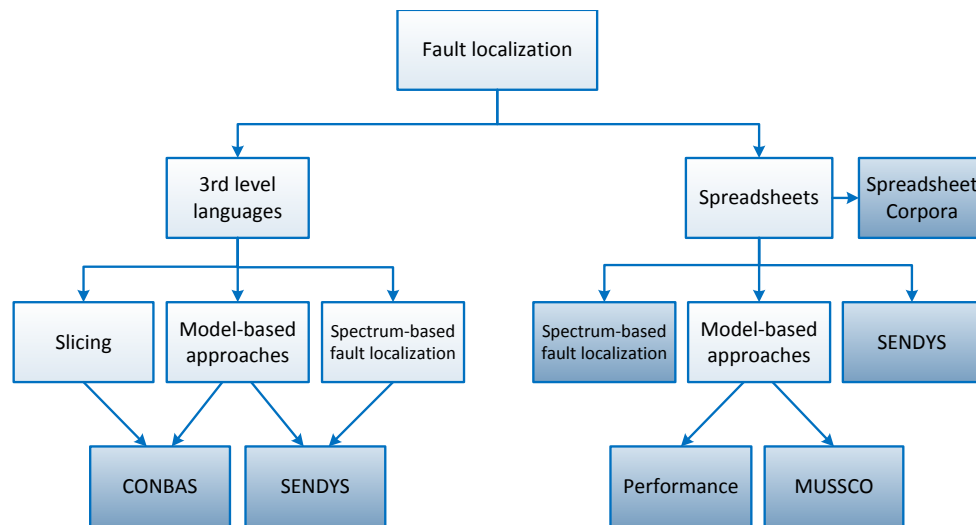 Fault localization
3rd level
languages
Spreadsheets
Spreadsheet
Corpora
Slicing
Model-based
approaches
Spectrum-based
fault localization
Spectrum-based
fault localization
Model-based
approaches
SENDYS
CONBAS
SENDYS
Performance
MUSSCO